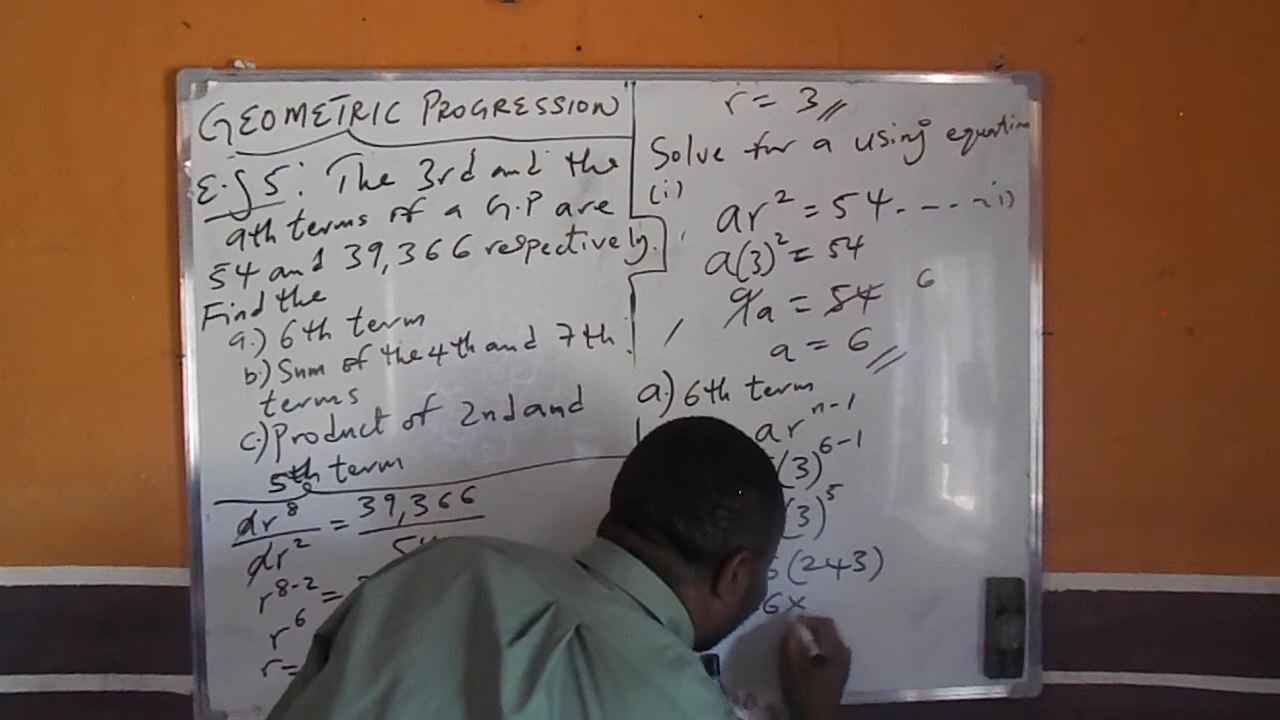 GEOMETRIC PROGRESSION
E.g 5: The 3rd and the
9th terms of a G.P are
54 and 39,366 respectively.
Find the
a.) 6th term
b.) Sum of the 4th and 7th
terms
c.) Product of 2nd and
5th term
ar^8/ar^2 = 39,366/54
r^8-2 =
r^6
r =
r = 3
Solve for a using equation
(i)
ar^2 = 54 - - - - i)
a(3)^2 = 54
9a = 54 6
a = 6
a.) 6th term
ar^n-1
(3)^6-1
(3)^5
6(243)
6x